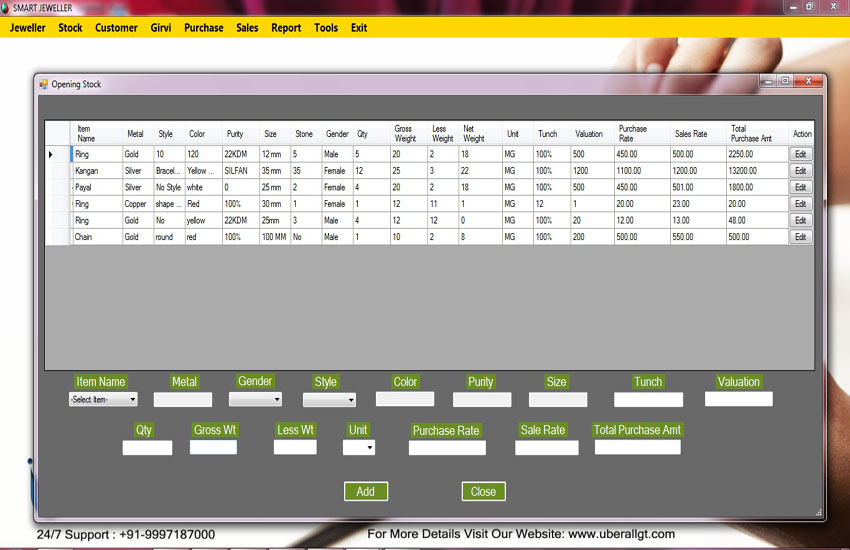 SMART JEWELLER
Jeweller Stock Customer Girvi Purchase Sales Report Tools Exit
Opening Stock
Item Name Metal Style Color Purity Size Stone Gender Qty Gross Weight Less Weight Net Weight Unit Tunch Valuation Purchase Rate Sales Rate Total Purchase Amt Action
Ring Gold 10 120 22KDM 12 mm 5 Male 5 20 2 18 MG 100% 500 450.00 500.00 2250.00 Edit
Kangan Silver Bracel... Yellow ... SILFAN 35 mm 35 Female 12 25 3 22 MG 100% 1200 1100.00 1200.00 13200.00 Edit
Payal Silver No Style white 0 25 mm 2 Female 4 20 2 18 MG 100% 500 450.00 501.00 1800.00 Edit
Ring Copper shape ... Red 100% 30 mm 1 Female 1 12 11 1 MG 12 1 20.00 23.00 20.00 Edit
Ring Gold No yellow 22KDM 25mm 3 Male 4 12 12 0 MG 100% 20 12.00 13.00 48.00 Edit
Chain Gold round red 100% 100 MM No Male 1 10 2 8 MG 100% 200 500.00 550.00 500.00 Edit
Item Name Metal Gender Style Color Purity Size Tunch Valuation
-Select Item-
Qty Gross Wt Less Wt Unit Purchase Rate Sale Rate Total Purchase Amt
Add Close
24/7 Support : +91-9997187000 For More Details Visit Our Website: www.uberallgt.com